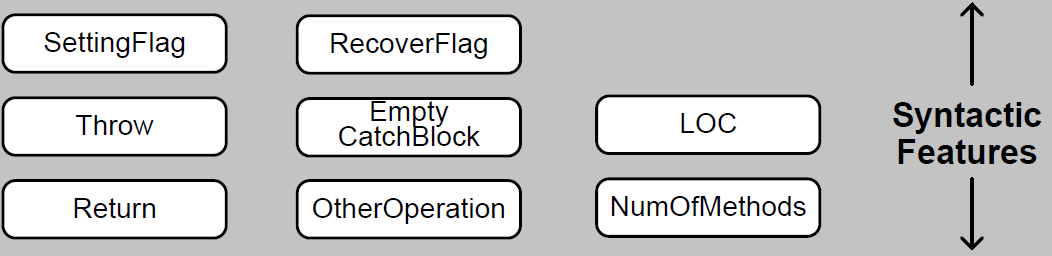 SettingFlag
RecoverFlag
Throw
Empty
CatchBlock
LOC
Return
OtherOperation
NumOfMethods
Syntactic
Features